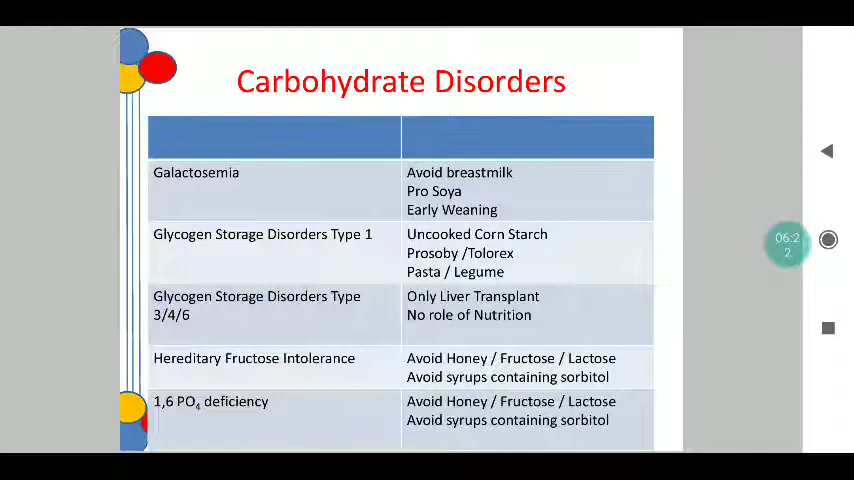 Carbohydrate Disorders
Galactosemia
Avoid breastmilk
Pro Soya
Early Weaning
Glycogen Storage Disorders Type 1
Uncooked Corn Starch
Prosoby /Tolorex
Pasta / Legume
Glycogen Storage Disorders Type
3/4/6
Only Liver Transplant
No role of Nutrition
Hereditary Fructose Intolerance
Avoid Honey / Fructose / Lactose
Avoid syrups containing sorbitol
1,6 PO4 deficiency
Avoid Honey / Fructose / Lactose
Avoid syrups containing sorbitol
06:2
2